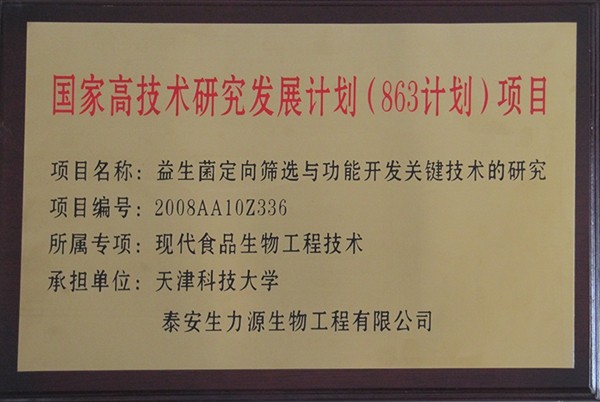 国家高技术研究发展计划（863计划）项目
项目名称：益生菌定向筛选与功能开发关键技术的研究
项目编号：2008AA10Z336
所属专项：现代食品生物工程技术
承担单位：天津科技大学
泰安生力源生物工程有限公司